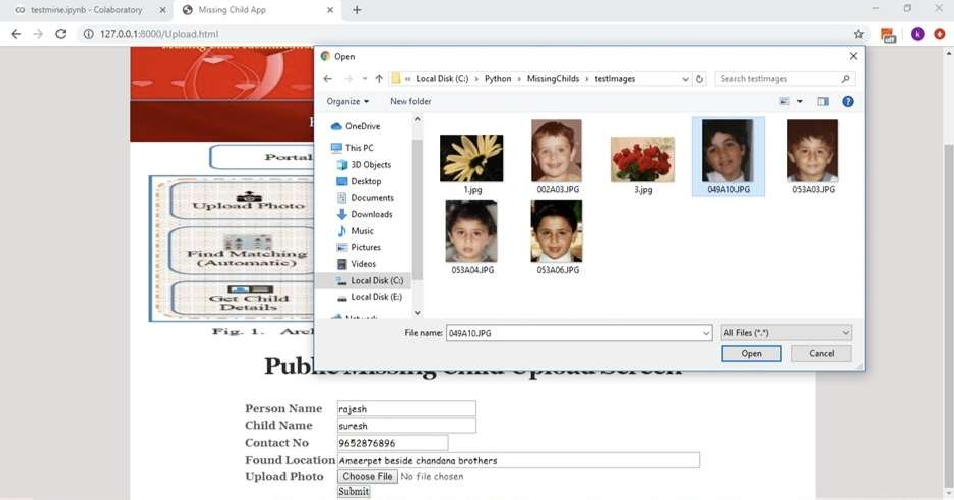 testmine.ipynb - Colaboratory
Missing Child App
127.0.0.1:8000/Upload.html
off
k
Open
« Local Disk (C:) > Python > MissingChilds > testImages
Search testImages
Organize
New folder
OneDrive
This PC
3D Objects
Desktop
Documents
Downloads
Music
Pictures
Videos
Local Disk (C:)
Local Disk (E:)
1.jpg
002A03.JPG
3.jpg
049A10.JPG
053A03.JPG
053A04.JPG
053A06.JPG
File name: 049A10.JPG
All Files (*.*)
Open
Cancel
Portal
Upload Photo
Find Matching
(Automatic)
Get Child
Details
Fig. 1.
Public Missing Child Upload Screen
Person Name rajesh
Child Name suresh
Contact No 9652876896
Found Location Ameerpet beside chandana brothers
Upload Photo Choose File No file chosen
Submit